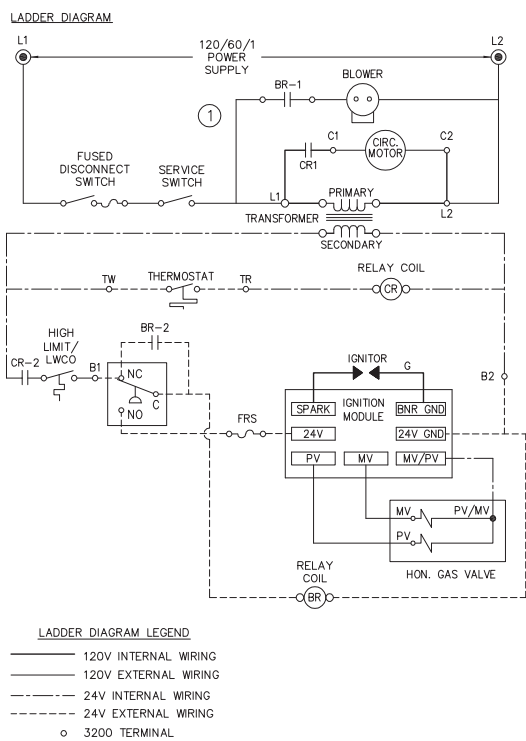 LADDER DIAGRAM
L1
120/60/1
POWER
SUPPLY
L2
BLOWER
BR-1
1
C1
CIRC.
MOTOR
C2
CR1
FUSED
DISCONNECT
SWITCH
SERVICE
SWITCH
L1
PRIMARY
L2
TRANSFORMER
SECONDARY
TW
THERMOSTAT
TR
RELAY COIL
CR
HIGH
LIMIT/
LWCO
BR-2
CR-2
B1
NC
C
NO
IGNITOR
G
B2
SPARK
IGNITION
MODULE
BNR GND
FRS
24V
24V GND
PV
MV
MV/PV
MV
PV/MV
PV
HON. GAS VALVE
RELAY
COIL
BR
LADDER DIAGRAM LEGEND
120V INTERNAL WIRING
120V EXTERNAL WIRING
24V INTERNAL WIRING
24V EXTERNAL WIRING
3200 TERMINAL